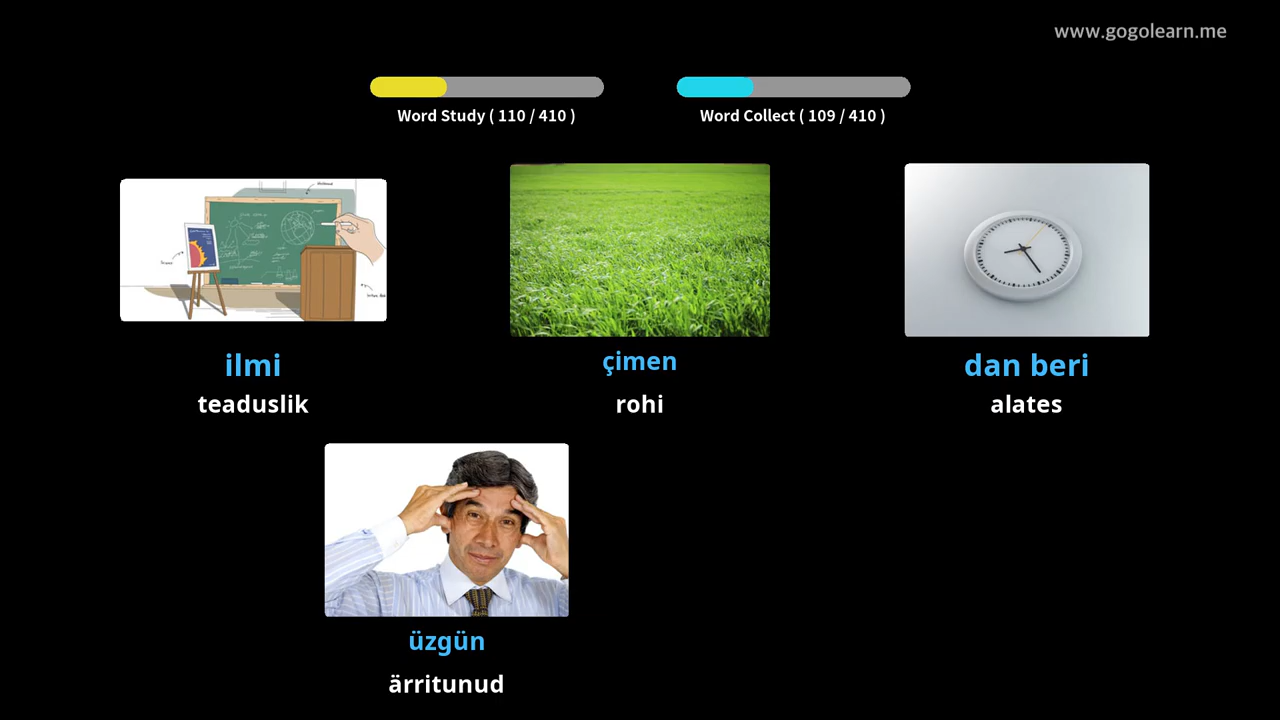 www.gogolearn.me
Word Study ( 110 / 410 )
Word Collect ( 109 / 410 )
ilmi
teaduslik
çimen
rohi
dan beri
alates
üzgün
ärritunud